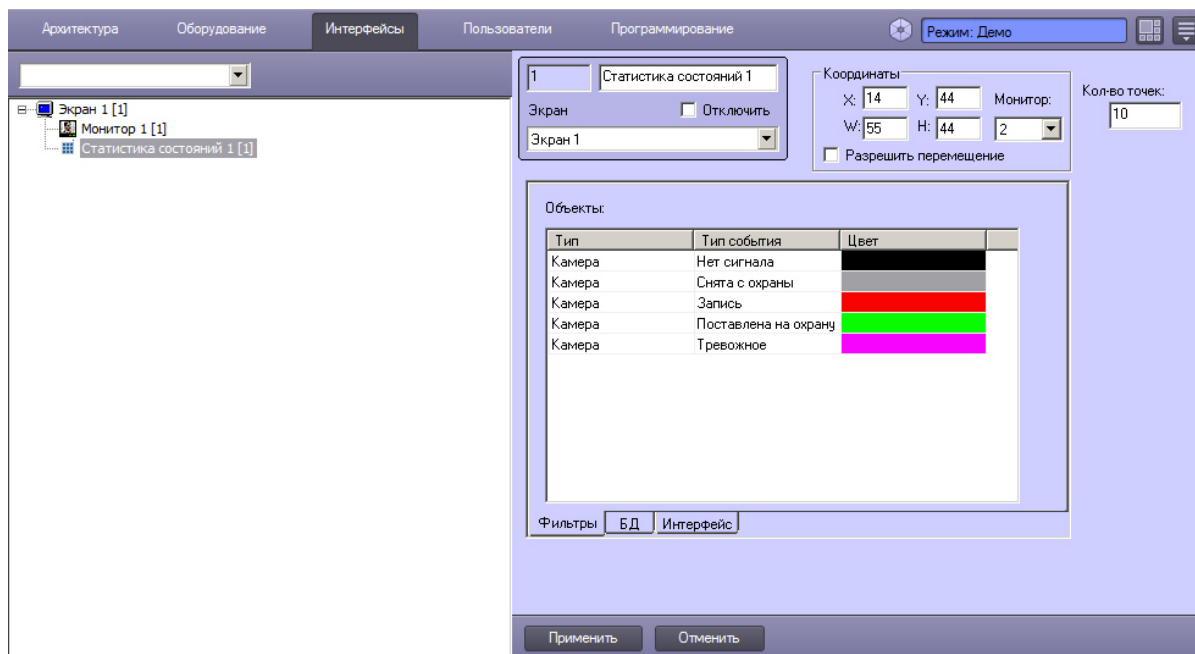 Архитектура Оборудование Интерфейсы Пользователи Программирование Режим: Демо
Экран 1 [1]
Монитор 1 [1]
Статистика состояний 1 [1]
1 Статистика состояний 1
Экран Отключить
Экран 1
Координаты
X: 14 Y: 44 Монитор:
W: 55 H: 44 2
Разрешить перемещение
Кол-во точек:
10
Объекты:
Тип Тип события Цвет
Камера Нет сигнала
Камера Снята с охраны
Камера Запись
Камера Поставлена на охрану
Камера Тревожное
Фильтры БД Интерфейс
Применить Отменить